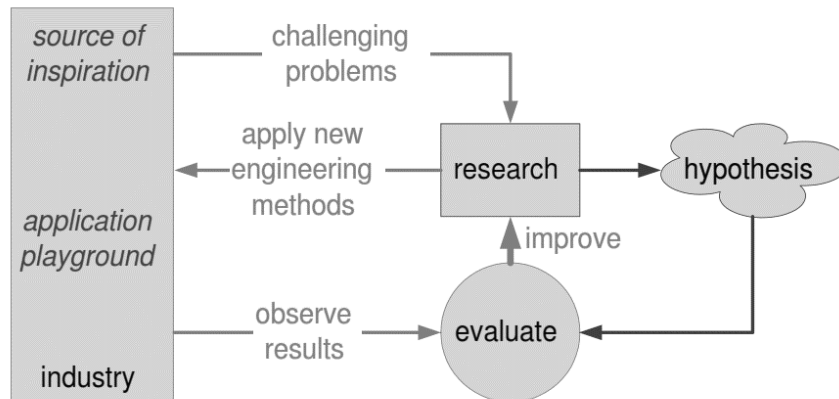 source of
inspiration
challenging
problems
apply new
engineering
methods
research
hypothesis
application
playground
improve
observe
results
evaluate
industry